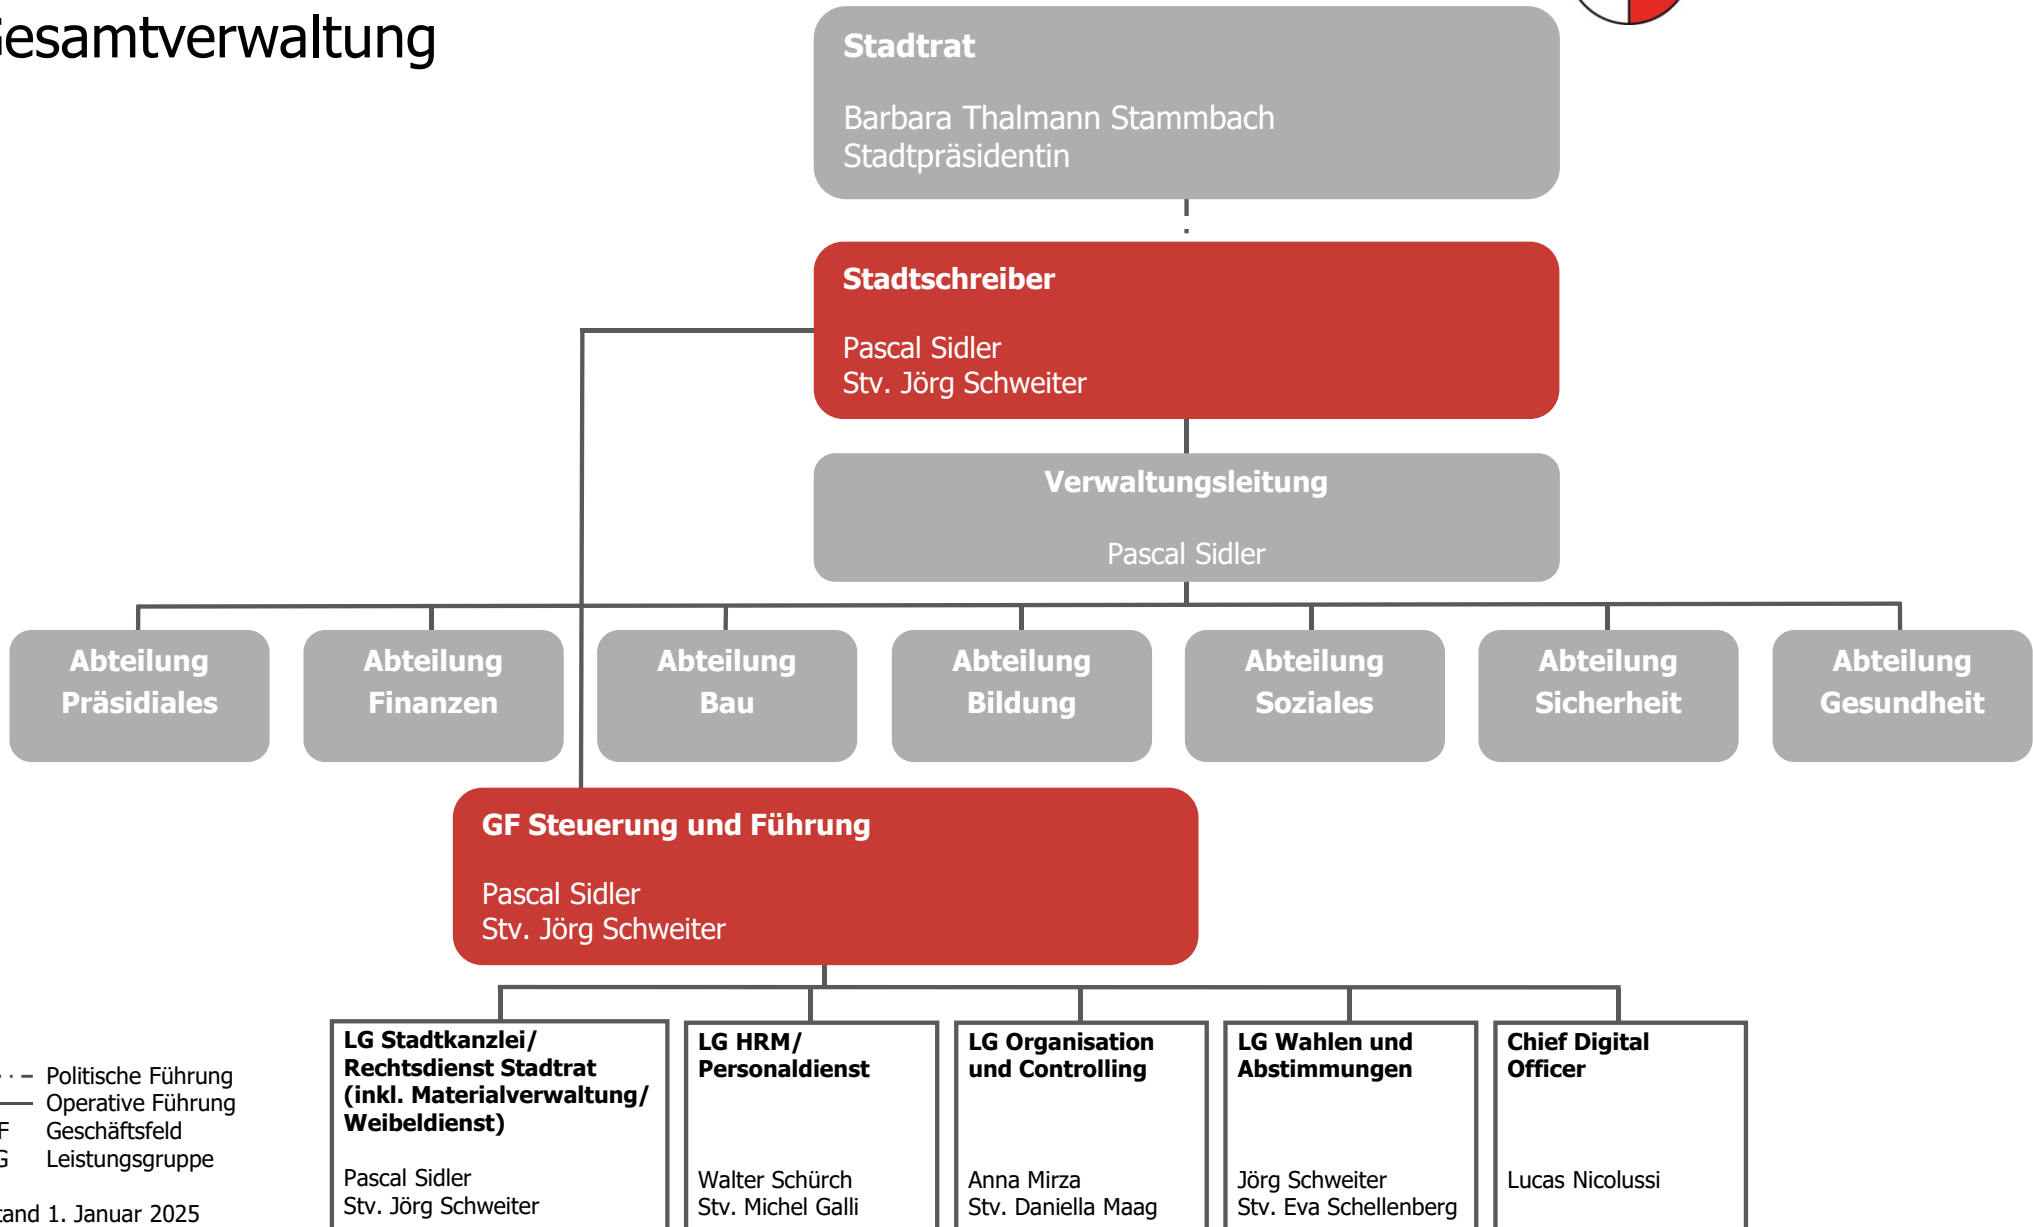 Gesamtverwaltung
Stadtrat
Barbara Thalmann Stammbach
Stadtpräsidentin
Stadtschreiber
Pascal Sidler
Stv. Jörg Schweiter
Verwaltungsleitung
Pascal Sidler
Abteilung
Präsidiales
Abteilung
Finanzen
Abteilung
Bau
Abteilung
Bildung
Abteilung
Soziales
Abteilung
Sicherheit
Abteilung
Gesundheit
GF Steuerung und Führung
Pascal Sidler
Stv. Jörg Schweiter
LG Stadtkanzlei/
Rechtsdienst Stadtrat
(inkl. Materialverwaltung/
Weibeldienst)
Pascal Sidler
Stv. Jörg Schweiter
LG HRM/
Personaldienst
Walter Schürch
Stv. Michel Galli
LG Organisation
und Controlling
Anna Mirza
Stv. Daniella Maag
LG Wahlen und
Abstimmungen
Jörg Schweiter
Stv. Eva Schellenberg
Chief Digital
Officer
Lucas Nicolussi
Politische Führung
Operative Führung
F Geschäftsfeld
G Leistungsgruppe
tand 1. Januar 2025